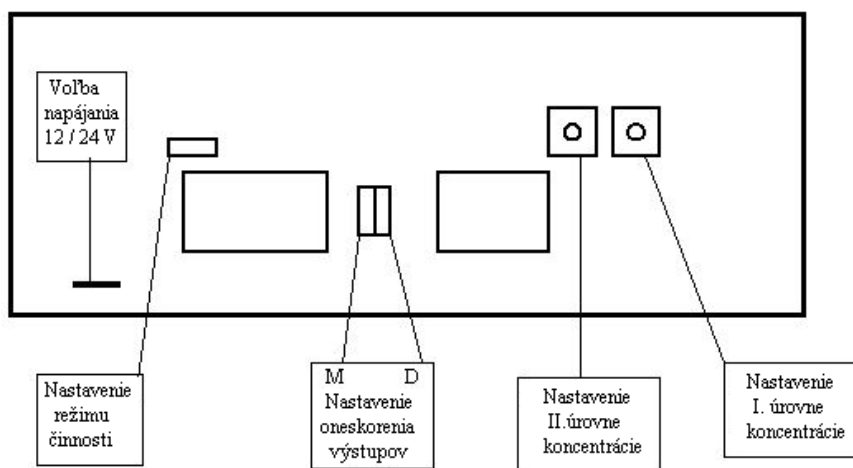 Voľba
napájania
12 / 24 V
Nastavenie
režimu
činnosti
M D
Nastavenie
oneskorenia
výstupov
Nastavenie
II.úrovne
koncentrácie
Nastavenie
I. úrovne
koncentrácie